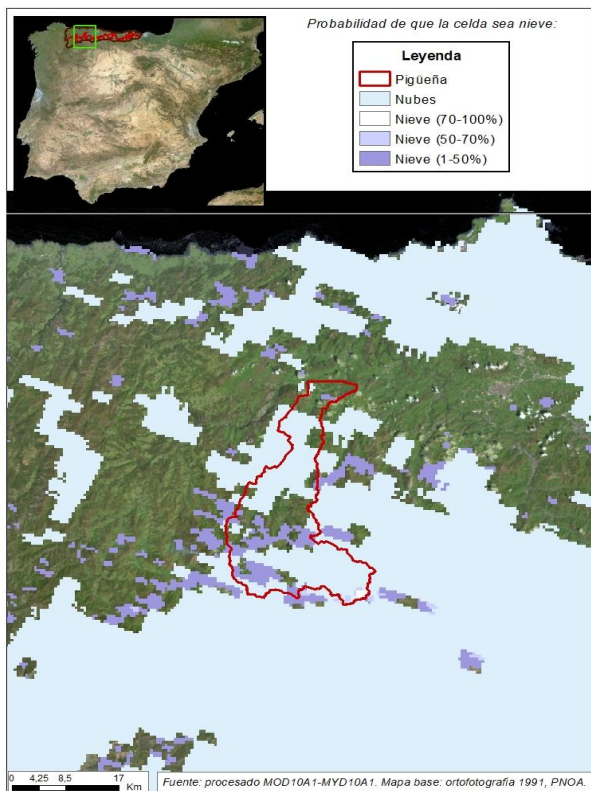 Probabilidad de que la celda sea nieve:
Leyenda
Pigüeña
Nubes
Nieve (70-100%)
Nieve (50-70%)
Nieve (1-50%)
0 4,25 8,5 17
Km
Fuente: procesado MOD10A1-MYD10A1. Mapa base: ortofotografía 1991, PNOA.